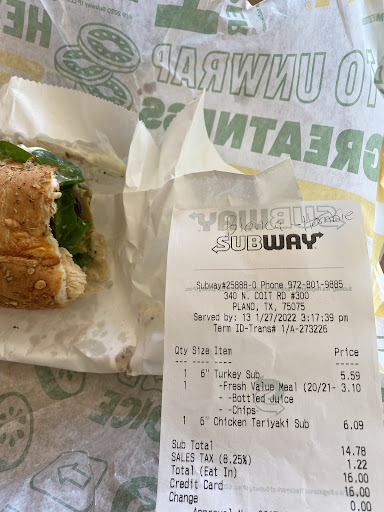 TO UNWRAP
GREATNESS
HE
SUBWAY
SUBWAY
Subway#25888-0 Phone 972-801-9885
340 N. COIT RD #300
PLANO, TX, 75075
Served by: 13 1/27/2022 3:17:39 pm
Term ID-Trans# 1/A-273226
Qty Size Item Price
1 6" Turkey Sub 5.59
1 -Fresh Value Meal (20/21- 3.10
- -Bottled Juice
- -Chips
1 6" Chicken Teriyaki Sub 6.09
Sub Total 14.78
SALES TAX (8.25%) 1.22
Total (Eat In) 16.00
Credit Card 16.00
Change 0.00